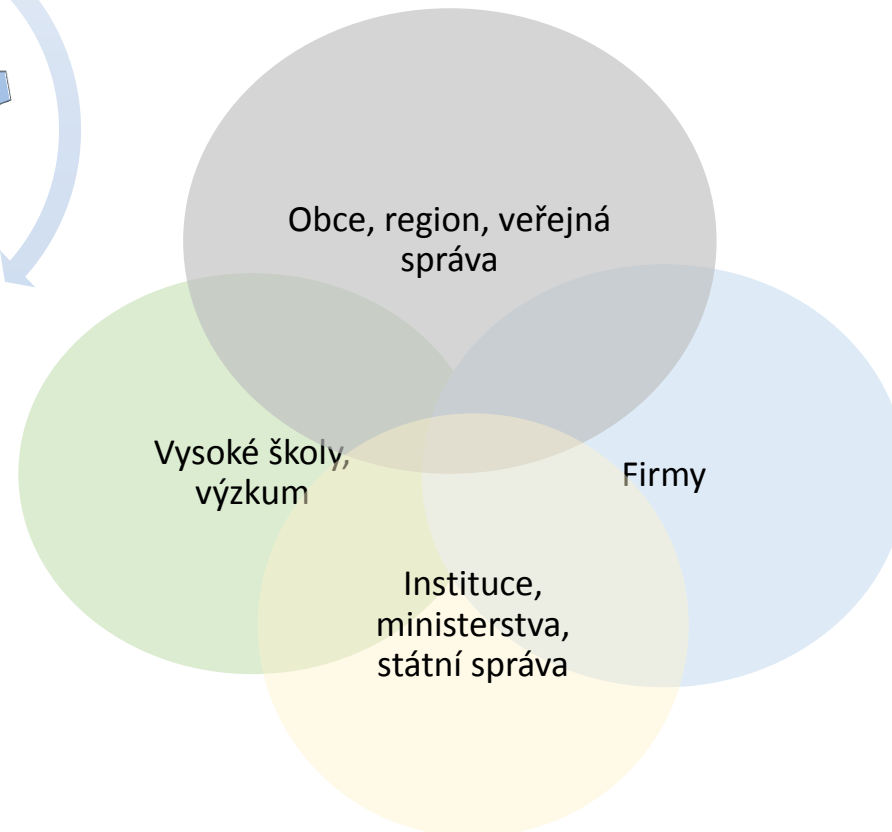 Obce, region, veřejná
správa
Vysoké školy,
výzkum
Firmy
Instituce,
ministerstva,
státní správa